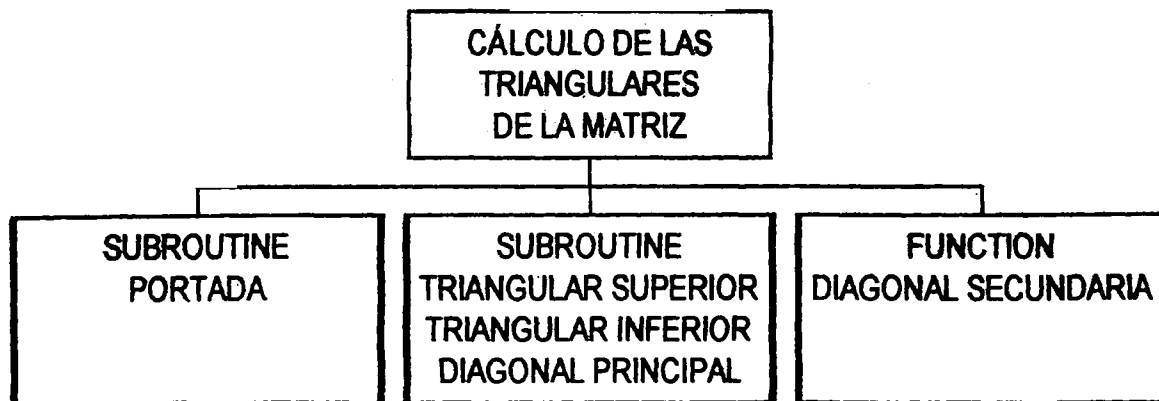 CÁLCULO DE LAS
TRIANGULARES
DE LA MATRIZ
SUBROUTINE
PORTADA
SUBROUTINE
TRIANGULAR SUPERIOR
TRIANGULAR INFERIOR
DIAGONAL PRINCIPAL
FUNCTION
DIAGONAL SECUNDARIA